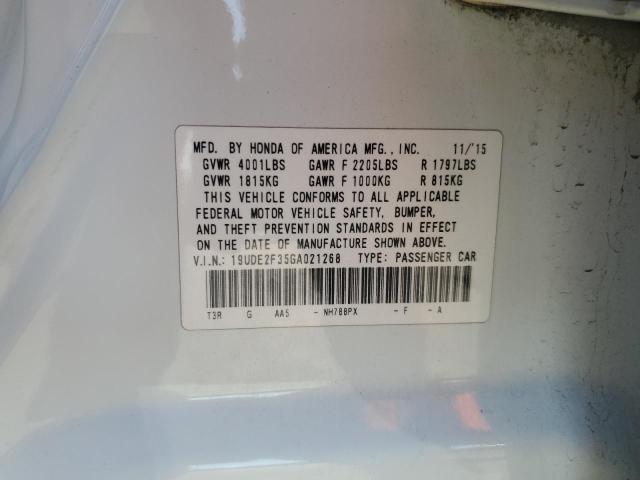 MFD. BY HONDA OF AMERICA MFG., INC. 11/'15
GVWR 4001LBS GAWR F 2205LBS R 1797LBS
GVWR 1815KG GAWR F 1000KG R 815KG
THIS VEHICLE CONFORMS TO ALL APPLICABLE
FEDERAL MOTOR VEHICLE SAFETY, BUMPER,
AND THEFT PREVENTION STANDARDS IN EFFECT
ON THE DATE OF MANUFACTURE SHOWN ABOVE.
V.I.N.: 19UDE2F35GA021268 TYPE: PASSENGER CAR
T3R G AA5 - NH788PX - F - A